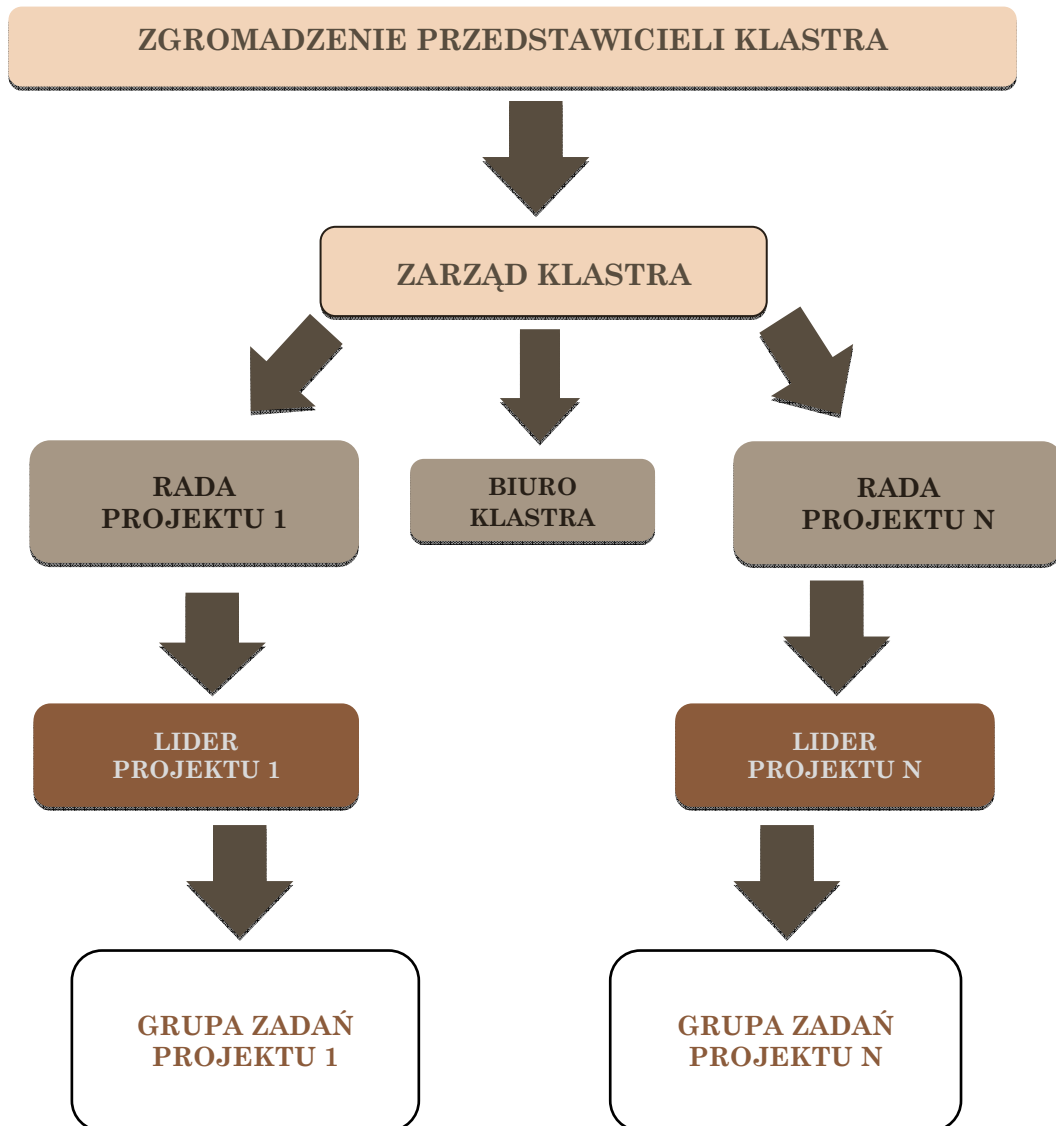 ZGROMADZENIE PRZEDSTAWICIELI KLASTRA
ZARZĄD KLASTRA
RADA
PROJEKTU 1
BIURO
KLASTRA
RADA
PROJEKTU N
LIDER
PROJEKTU 1
LIDER
PROJEKTU N
GRUPA ZADAŃ
PROJEKTU 1
GRUPA ZADAŃ
PROJEKTU N